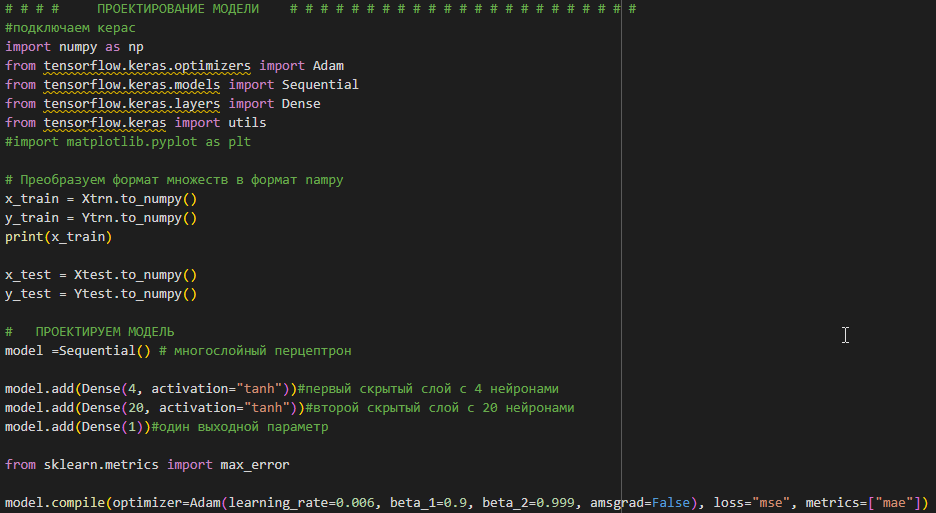 # # # #     ПРОЕКТИРОВАНИЕ МОДЕЛИ    # # # # # # # # # # # # # # # # # # # # # # #
#подключаем керас
import numpy as np
from tensorflow.keras.optimizers import Adam
from tensorflow.keras.models import Sequential
from tensorflow.keras.layers import Dense
from tensorflow.keras import utils
#import matplotlib.pyplot as plt
# Преобразуем формат множеств в формат nampy
x_train = Xtrn.to_numpy()
y_train = Ytrn.to_numpy()
print(x_train)
x_test = Xtest.to_numpy()
y_test = Ytest.to_numpy()
#   ПРОЕКТИРУЕМ МОДЕЛЬ
model =Sequential() # многослойный перцептрон
model.add(Dense(4, activation="tanh"))#первый скрытый слой с 4 нейронами
model.add(Dense(20, activation="tanh"))#второй скрытый слой с 20 нейронами
model.add(Dense(1))#один выходной параметр
from sklearn.metrics import max_error
model.compile(optimizer=Adam(learning_rate=0.006, beta_1=0.9, beta_2=0.999, amsgrad=False), loss="mse", metrics=["mae"])